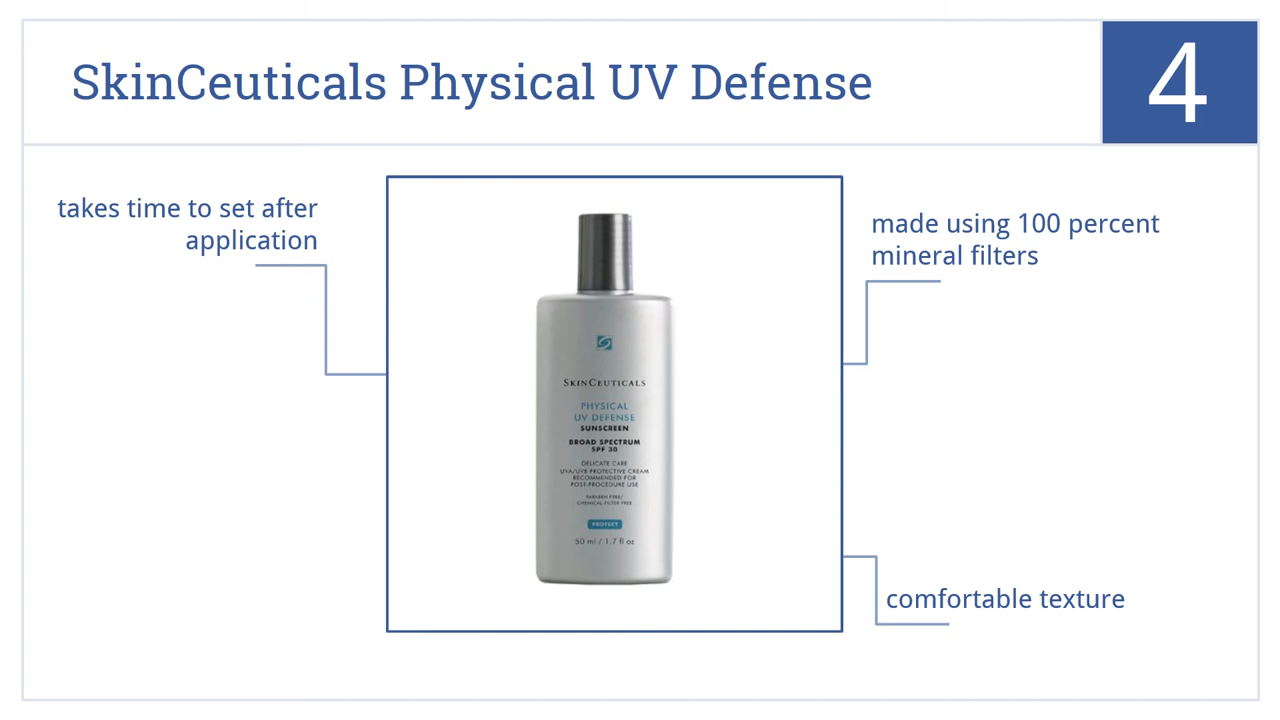 SkinCeuticals Physical UV Defense
4
takes time to set after
application
made using 100 percent
mineral filters
SKINCEUTICALS
PHYSICAL
UV DEFENSE
SUNSCREEN
BROAD SPECTRUM
SPF 30
DELICATE CARE
UVA/UVB PROTECTIVE CREAM
RECOMMENDED FOR
POST-PROCEDURE USE
PARABEN FREE/
CHEMICAL-FILTER FREE
PROTECT
50 ml / 1.7 fl oz
comfortable texture